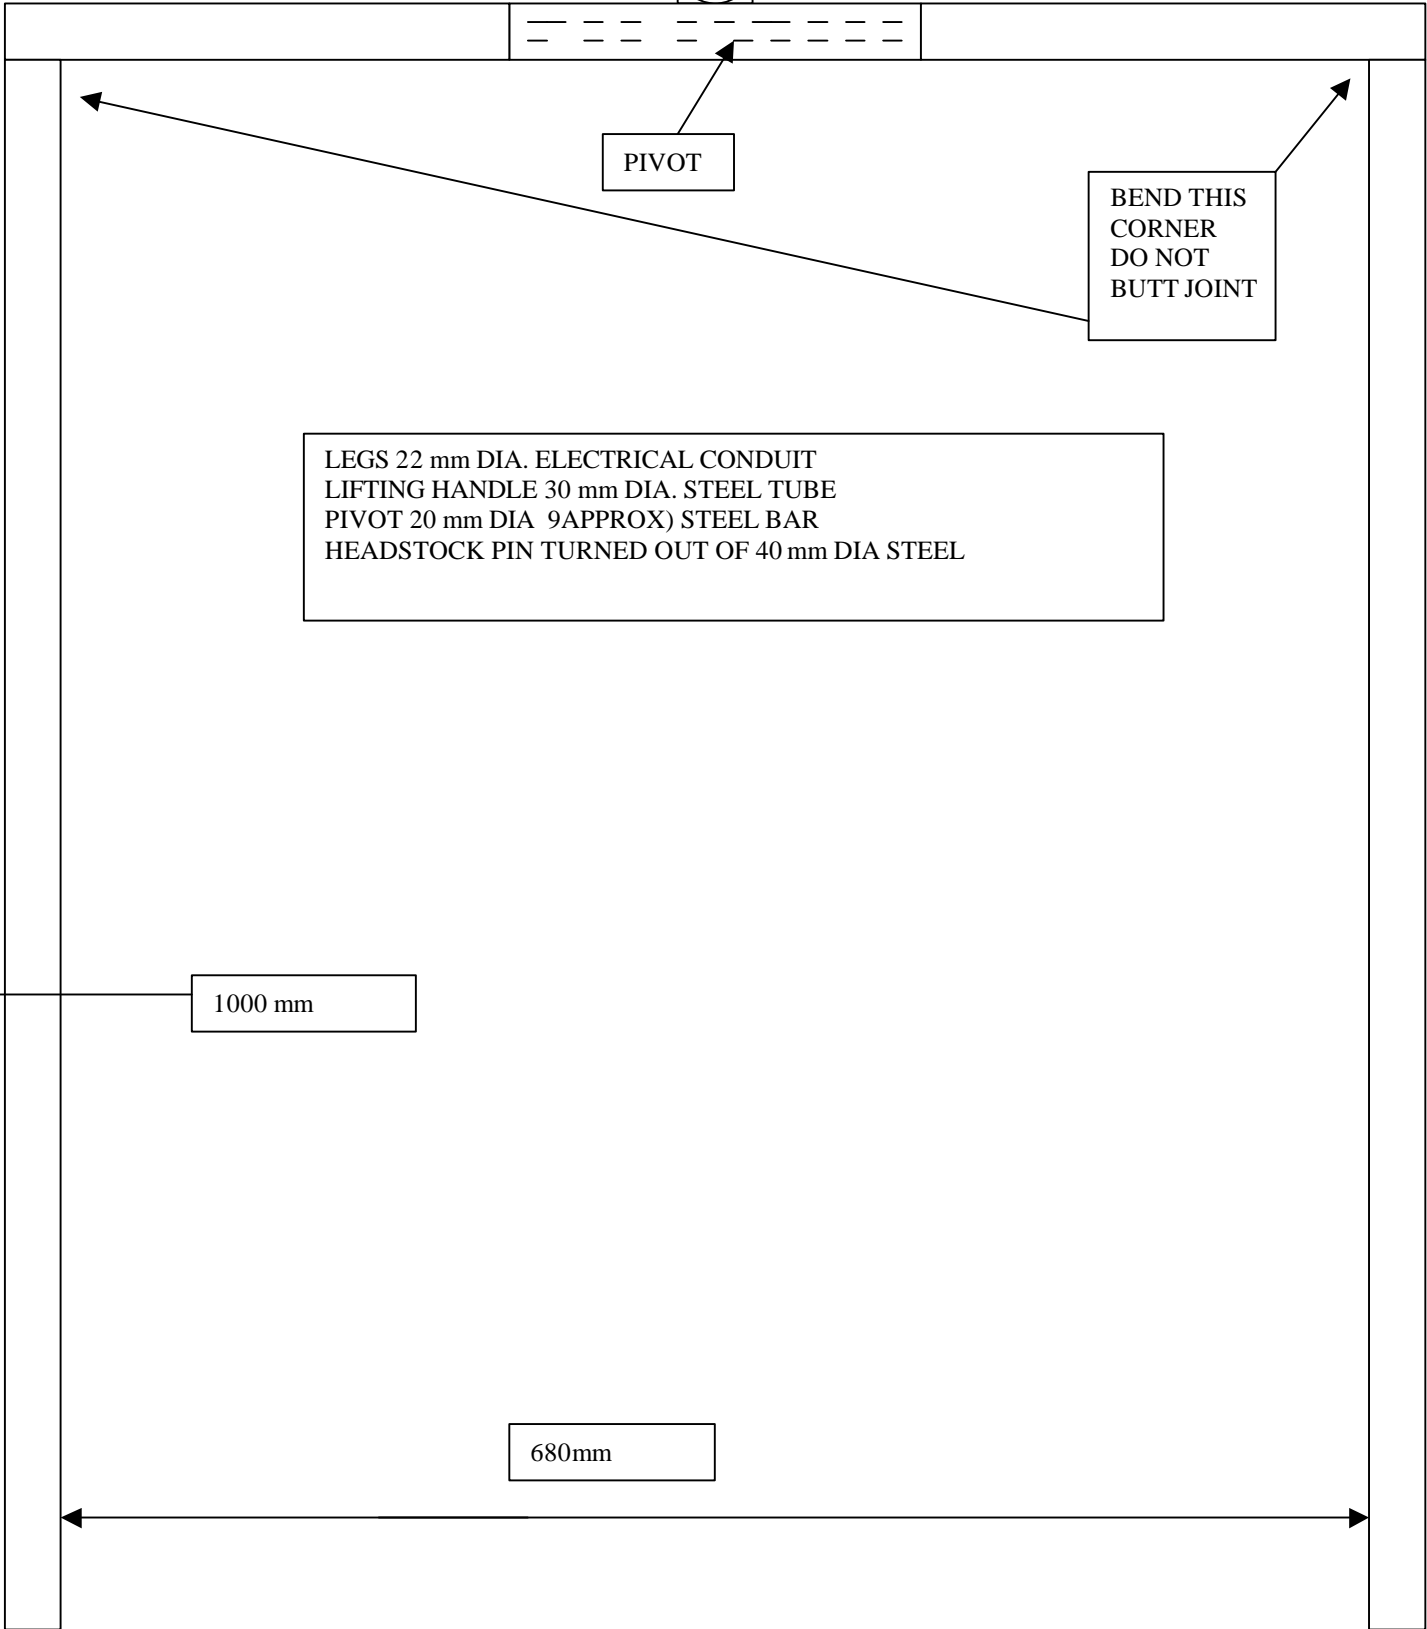 PIVOT
BEND THIS
CORNER
DO NOT
BUTT JOINT
LEGS 22 mm DIA. ELECTRICAL CONDUIT
LIFTING HANDLE 30 mm DIA. STEEL TUBE
PIVOT 20 mm DIA  9APPROX) STEEL BAR
HEADSTOCK PIN TURNED OUT OF 40 mm DIA STEEL
1000 mm
680mm